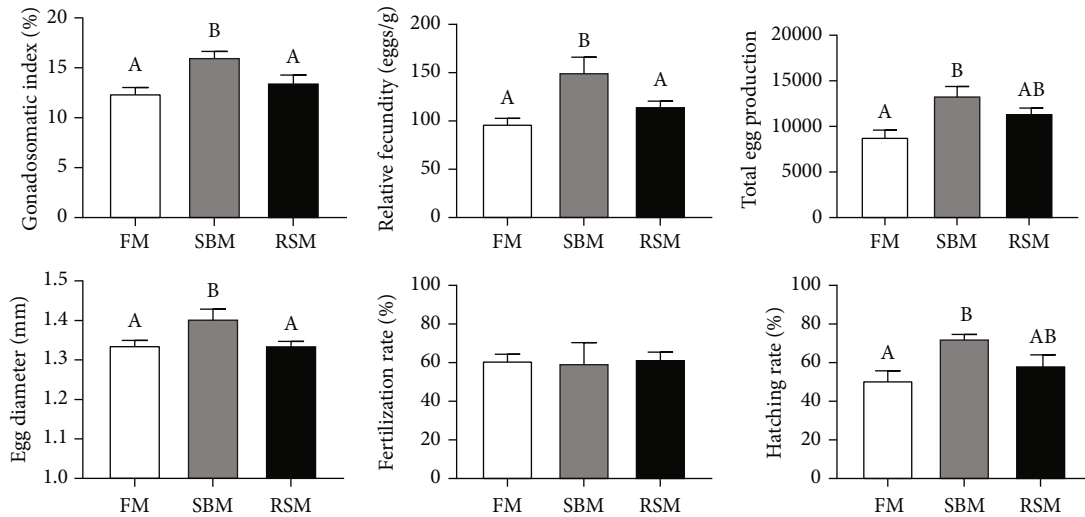 Gonadosomatic index (%)
20
15
10
5
0
A
B
A
FM SBM RSM
Relative fecundity (eggs/g)
200
150
100
50
0
A
B
A
FM SBM RSM
Total egg production
20000
15000
10000
5000
0
A
B
AB
FM SBM RSM
Egg diameter (mm)
1.5
1.4
1.3
1.2
1.1
1.0
A
B
A
FM SBM RSM
Fertilization rate (%)
100
80
60
40
20
0
FM SBM RSM
Hatching rate (%)
100
80
60
40
20
0
A
B
AB
FM SBM RSM